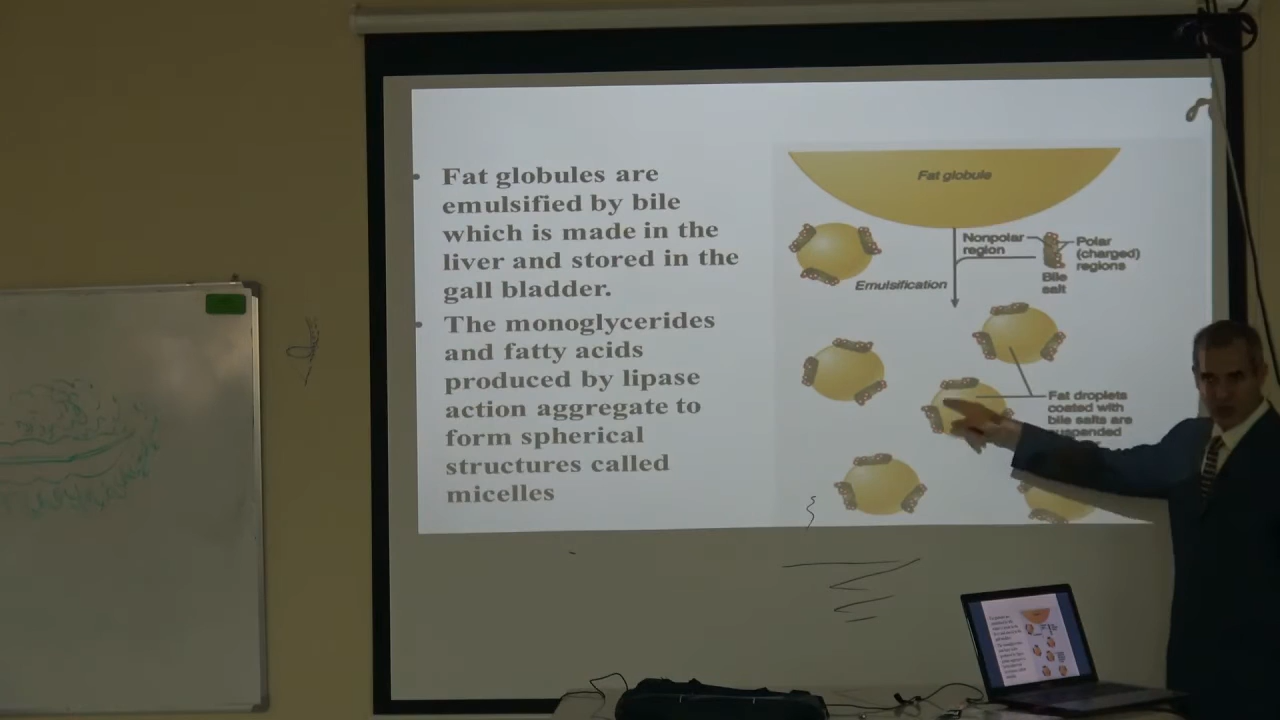 • Fat globules are
emulsified by bile
which is made in the
liver and stored in the
gall bladder.
• The monoglycerides
and fatty acids
produced by lipase
action aggregate to
form spherical
structures called
micelles
Fat globule
Nonpolar
region
Polar
(charged)
regions
Bile
salt
Emulsification
Fat droplets
coated with
bile salts are
suspended